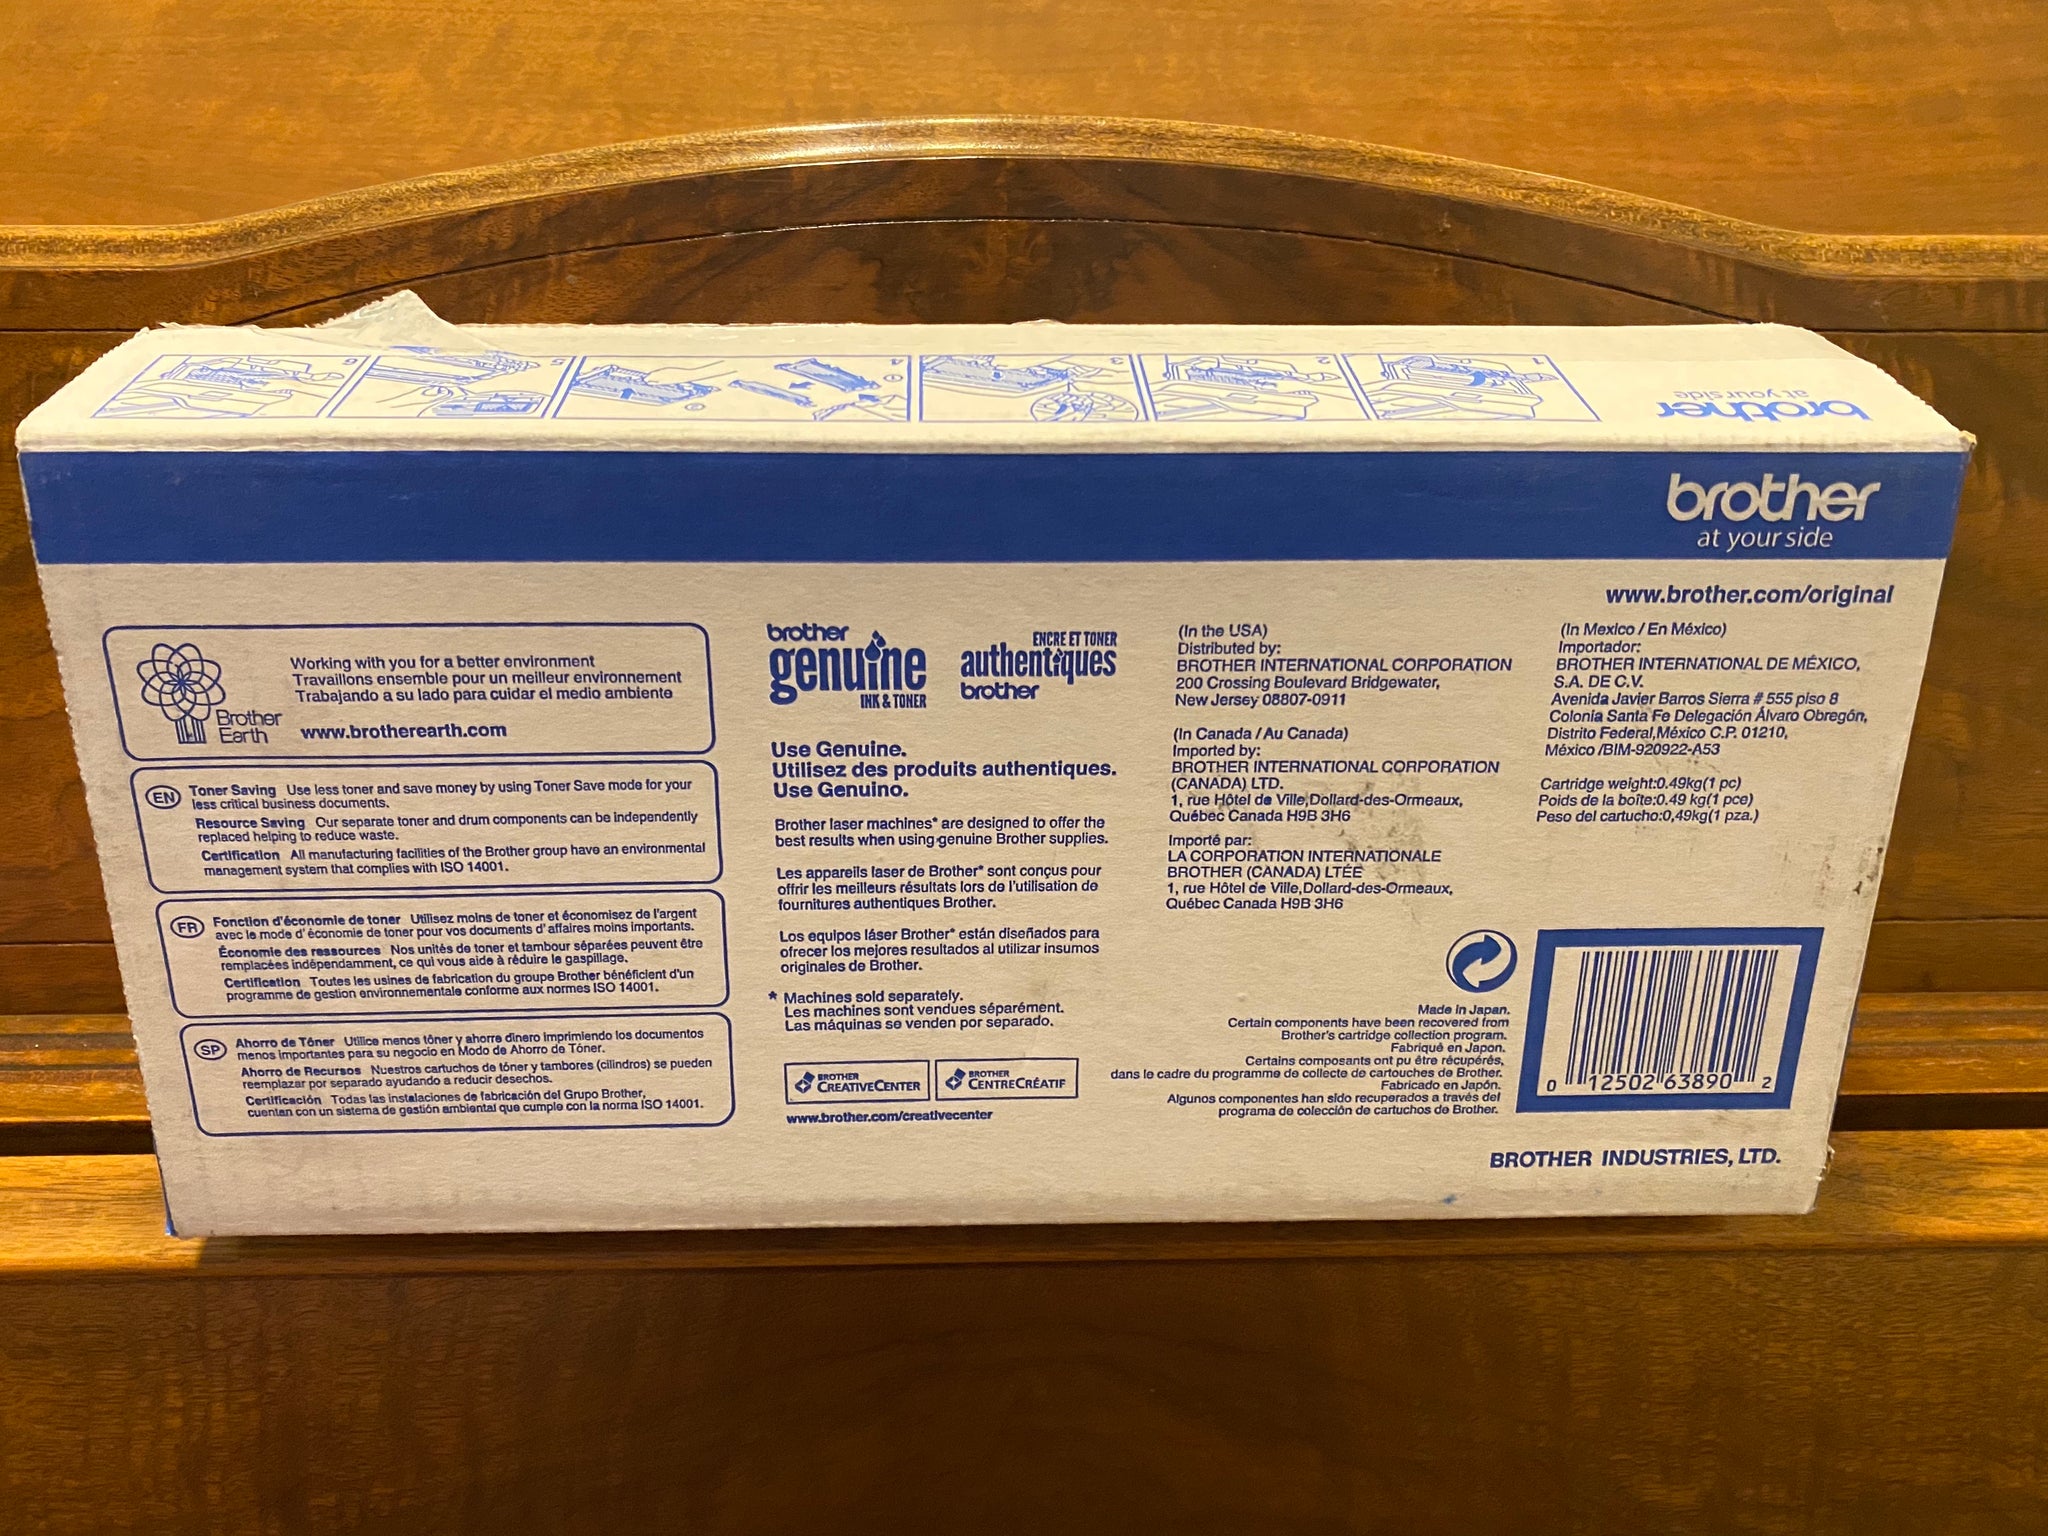 6
5
4
3
2
1
brother
at your side
brother
at your side
www.brother.com/original
Brother
Earth
Working with you for a better environment
Travaillons ensemble pour un meilleur environnement
Trabajando a su lado para cuidar el medio ambiente
www.brotherearth.com
EN
Toner Saving Use less toner and save money by using Toner Save mode for your
less critical business documents.
Resource Saving Our separate toner and drum components can be independently
replaced helping to reduce waste.
Certification All manufacturing facilities of the Brother group have an environmental
management system that complies with ISO 14001.
FR
Fonction d'économie de toner Utilisez moins de toner et économisez de l'argent
avec le mode d' économie de toner pour vos documents d' affaires moins importants.
Économie des ressources Nos unités de toner et tambour séparées peuvent être
remplacées indépendamment, ce qui vous aide à réduire le gaspillage.
Certification Toutes les usines de fabrication du groupe Brother bénéficient d'un
programme de gestion environnementale conforme aux normes ISO 14001.
SP
Ahorro de Tóner Utilice menos tóner y ahorre dinero imprimiendo los documentos
menos importantes para su negocio en Modo de Ahorro de Tóner.
Ahorro de Recursos Nuestros cartuchos de tóner y tambores (cilindros) se pueden
reemplazar por separado ayudando a reducir desechos.
Certificación Todas las instalaciones de fabricación del Grupo Brother,
cuentan con un sistema de gestión ambiental que cumple con la norma ISO 14001.
brother
genuine
INK & TONER
ENCRE ET TONER
authentiques
brother
Use Genuine.
Utilisez des produits authentiques.
Use Genuino.
Brother laser machines* are designed to offer the
best results when using genuine Brother supplies.
Les appareils laser de Brother* sont conçus pour
offrir les meilleurs résultats lors de l'utilisation de
fournitures authentiques Brother.
Los equipos láser Brother* están diseñados para
ofrecer los mejores resultados al utilizar insumos
originales de Brother.
* Machines sold separately.
Les machines sont vendues séparément.
Las máquinas se venden por separado.
BROTHER
CREATIVECENTER
BROTHER
CENTRECRÉATIF
www.brother.com/creativecenter
(In the USA)
Distributed by:
BROTHER INTERNATIONAL CORPORATION
200 Crossing Boulevard Bridgewater,
New Jersey 08807-0911
(In Canada / Au Canada)
Imported by:
BROTHER INTERNATIONAL CORPORATION
(CANADA) LTD.
1, rue Hôtel de Ville,Dollard-des-Ormeaux,
Québec Canada H9B 3H6
Importé par:
LA CORPORATION INTERNATIONALE
BROTHER (CANADA) LTÉE
1, rue Hôtel de Ville,Dollard-des-Ormeaux,
Québec Canada H9B 3H6
(In Mexico / En México)
Importador:
BROTHER INTERNATIONAL DE MÉXICO,
S.A. DE C.V.
Avenida Javier Barros Sierra # 555 piso 8
Colonia Santa Fe Delegación Álvaro Obregón,
Distrito Federal,México C.P. 01210,
México /BIM-920922-A53
Cartridge weight:0.49kg(1 pc)
Poids de la boîte:0.49 kg(1 pce)
Peso del cartucho:0,49kg(1 pza.)
Made in Japan.
Certain components have been recovered from
Brother's cartridge collection program.
Fabriqué en Japon.
Certains composants ont pu être récupérés,
dans le cadre du programme de collecte de cartouches de Brother.
Fabricado en Japón.
Algunos componentes han sido recuperados a través del
programa de colección de cartuchos de Brother.
0 12502 63890 2
BROTHER INDUSTRIES, LTD.